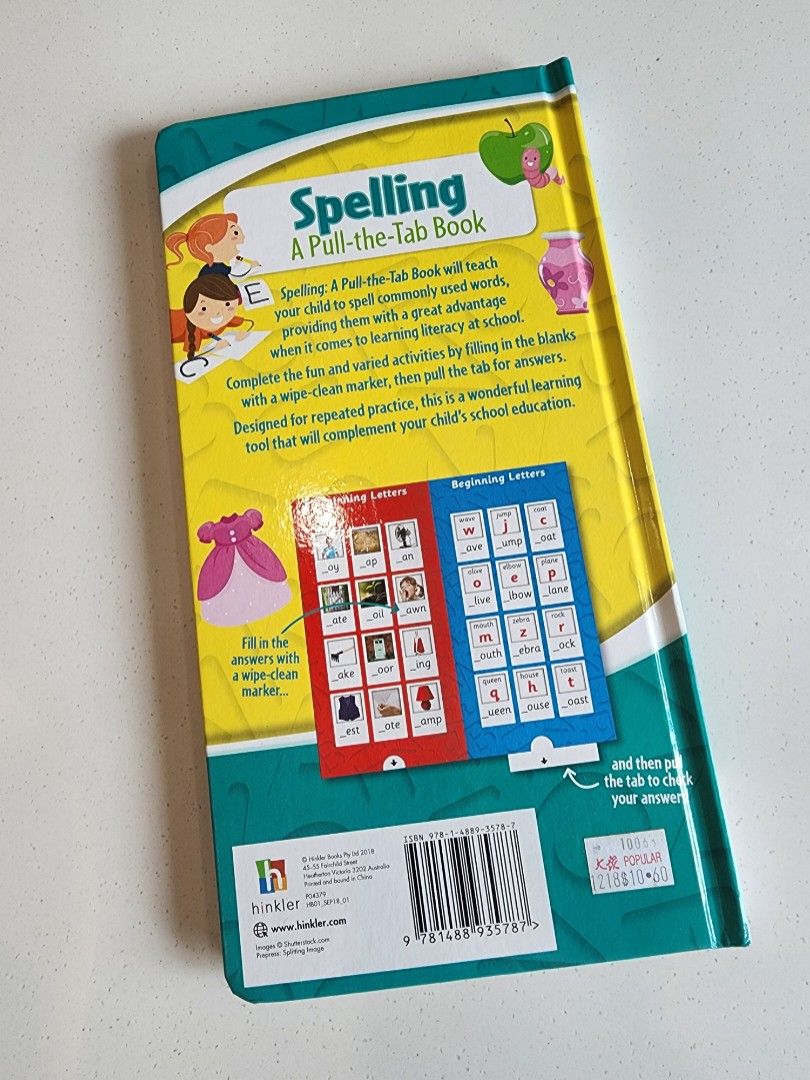 Spelling
A Pull-the-Tab Book
Spelling: A Pull-the-Tab Book will teach
your child to spell commonly used words,
providing them with a great advantage
when it comes to learning literacy at school.
Complete the fun and varied activities by filling in the blanks
with a wipe-clean marker, then pull the tab for answers.
Designed for repeated practice, this is a wonderful learning
tool that will complement your child's school education.
E
C
Letters
_oy _ap _an
_ate _oil _awn
_ake _oor _ing
_est _ote _amp
Beginning Letters
wave jump coat
w j c
_ave _ump _oat
olive elbow plane
o e p
_live _lbow _lane
mouth zebra rock
m z r
_outh _ebra _ock
queen house toast
q h t
_ueen _ouse _oast
Fill in the
answers with
a wipe-clean
marker...
and then pull
the tab to check
your answer
hinkler
© Hinkler Books Pty Ltd 2018
45–55 Fairchild Street
Heatherton Victoria 3202 Australia
Printed and bound in China
P04379
HB01_SEP18_01
www.hinkler.com
Images © Shutterstock.com
Prepress: Splitting Image
ISBN 978-1-4889-3578-7
9 781488 935787 >
大众 POPULAR
1218$10.60